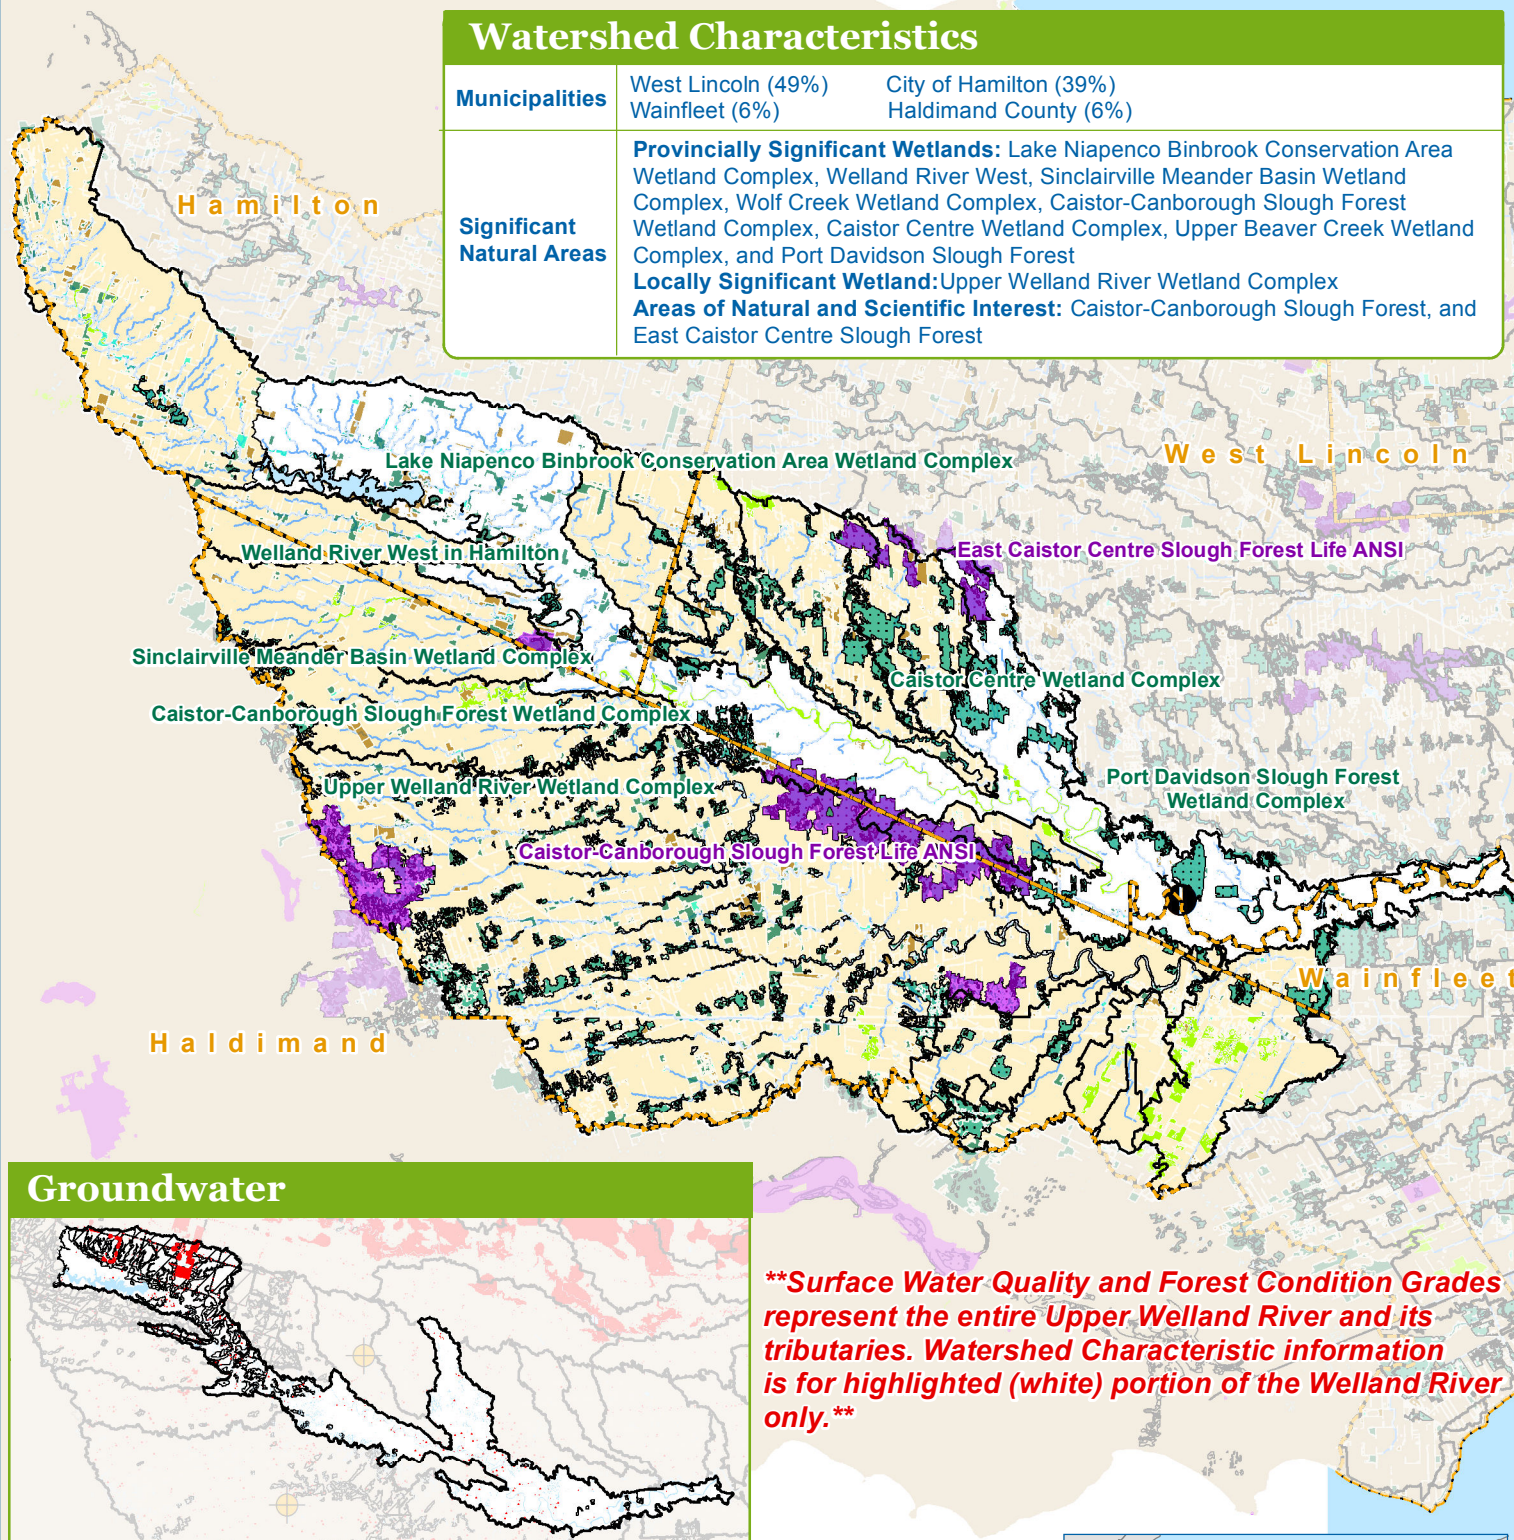 Watershed Characteristics
Municipalities
West Lincoln (49%) City of Hamilton (39%)
Wainfleet (6%) Haldimand County (6%)
Significant
Natural Areas
Provincially Significant Wetlands: Lake Niapenco Binbrook Conservation Area
Wetland Complex, Welland River West, Sinclairville Meander Basin Wetland
Complex, Wolf Creek Wetland Complex, Caistor-Canborough Slough Forest
Wetland Complex, Caistor Centre Wetland Complex, Upper Beaver Creek Wetland
Complex, and Port Davidson Slough Forest
Locally Significant Wetland:Upper Welland River Wetland Complex
Areas of Natural and Scientific Interest: Caistor-Canborough Slough Forest, and
East Caistor Centre Slough Forest
Hamilton
West Lincoln
Lake Niapenco Binbrook Conservation Area Wetland Complex
Welland River West in Hamilton
East Caistor Centre Slough Forest Life ANSI
Sinclairville Meander Basin Wetland Complex
Caistor Centre Wetland Complex
Caistor-Canborough Slough Forest Wetland Complex
Upper Welland River Wetland Complex
Port Davidson Slough Forest
Wetland Complex
Caistor-Canborough Slough Forest Life ANSI
Wainfleet
Haldimand
Groundwater
**Surface Water Quality and Forest Condition Grades
represent the entire Upper Welland River and its
tributaries. Watershed Characteristic information
is for highlighted (white) portion of the Welland River
only.**